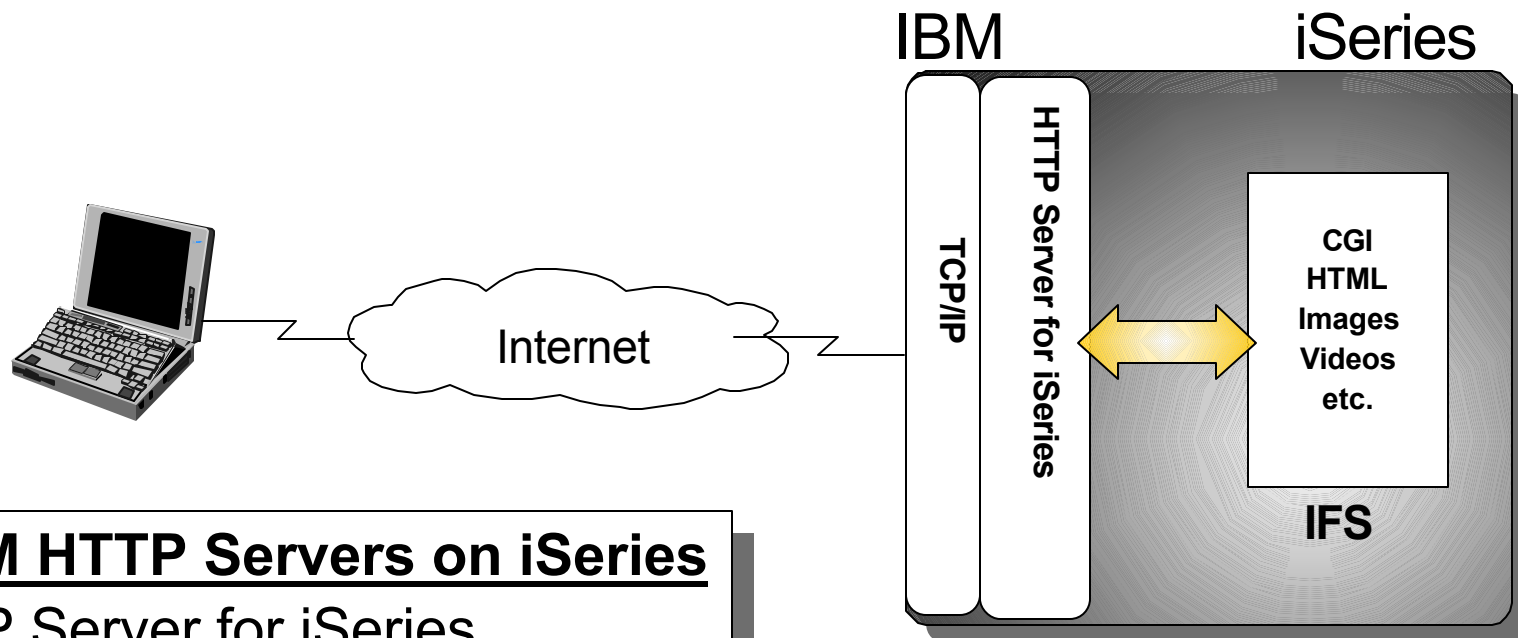 IBM iSeries
TCP/IP
HTTP Server for iSeries
CGI
HTML
Images
Videos
etc.
IFS
Internet
HTTP Servers on iSeries
Server for iSeries